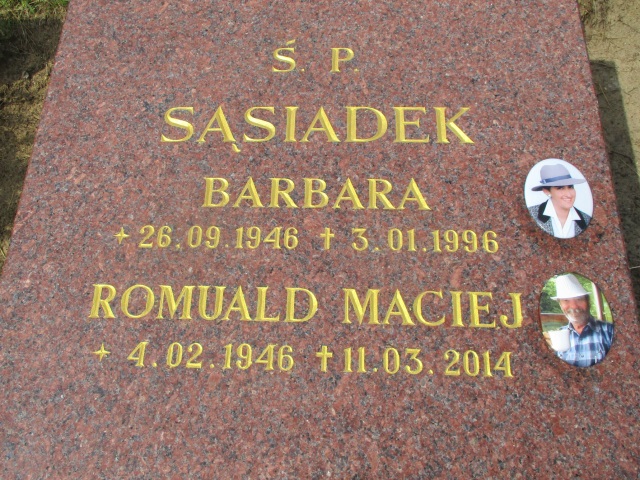 Ś. P.
SĄSIADEK
BARBARA
✦ 26.09.1946 ✝ 3.01.1996
ROMUALD MACIEJ
✦ 4.02.1946 ✝ 11.03.2014